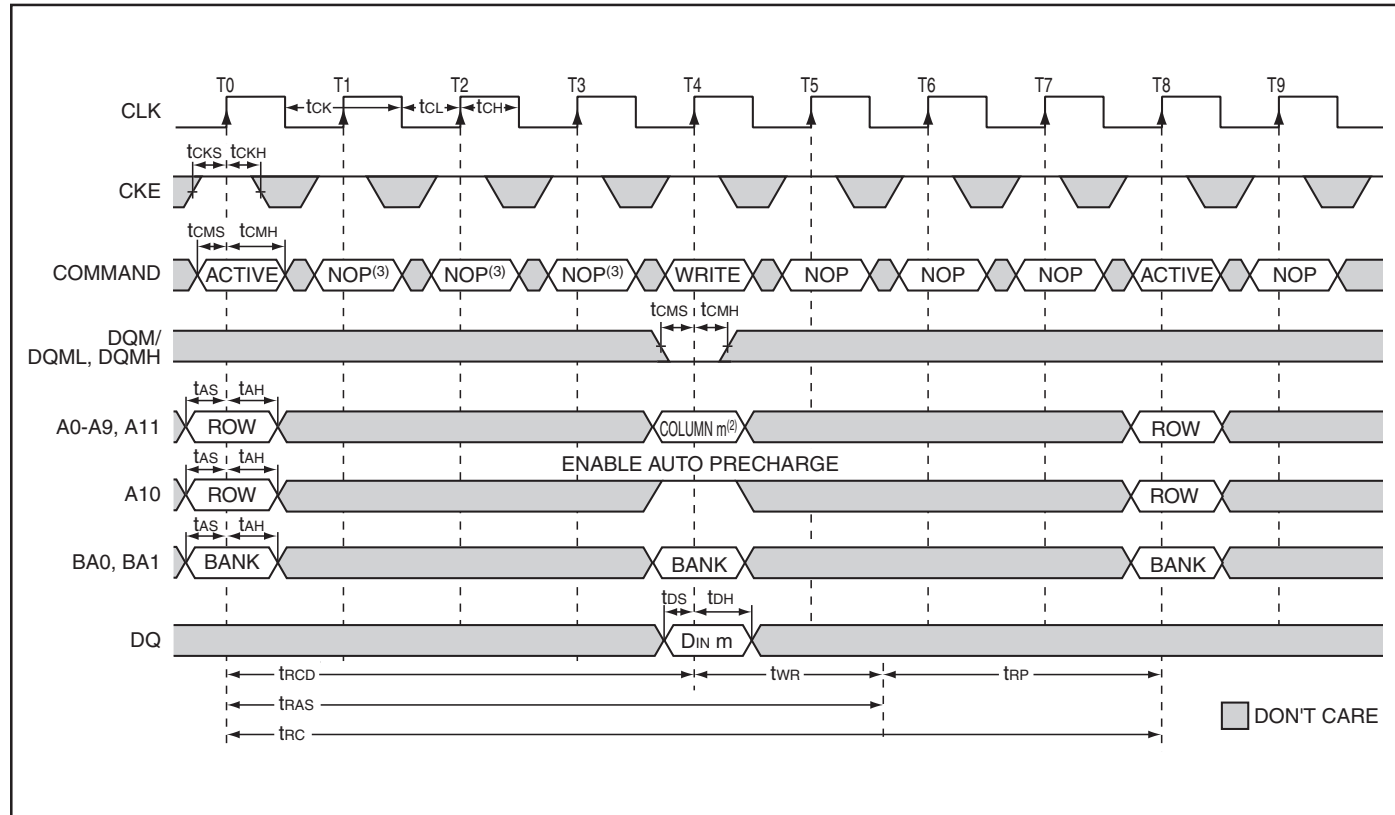 T0 T1 T2 T3 T4 T5 T6 T7 T8 T9
CLK tCK tCL tCH
tCKS tCKH
CKE
tCMS tCMH
COMMAND ACTIVE NOP(3) NOP(3) NOP(3) WRITE NOP NOP NOP ACTIVE NOP
tCMS tCMH
DQM/
DQML, DQMH
tAS tAH
A0-A9, A11 ROW COLUMN m(2) ROW
tAS tAH ENABLE AUTO PRECHARGE
A10 ROW ROW
tAS tAH
BA0, BA1 BANK BANK BANK
tDS tDH
DQ DIN m
tRCD tWR tRP
tRAS
DON'T CARE
tRC